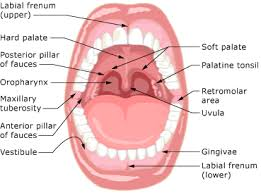 Labial frenum
(upper)
Hard palate
Posterior pillar
of fauces
Oropharynx
Maxillary
tuberosity
Anterior pillar
of fauces
Vestibule
Soft palate
Palatine tonsil
Retromolar
area
Uvula
Gingivae
Labial frenum
(lower)